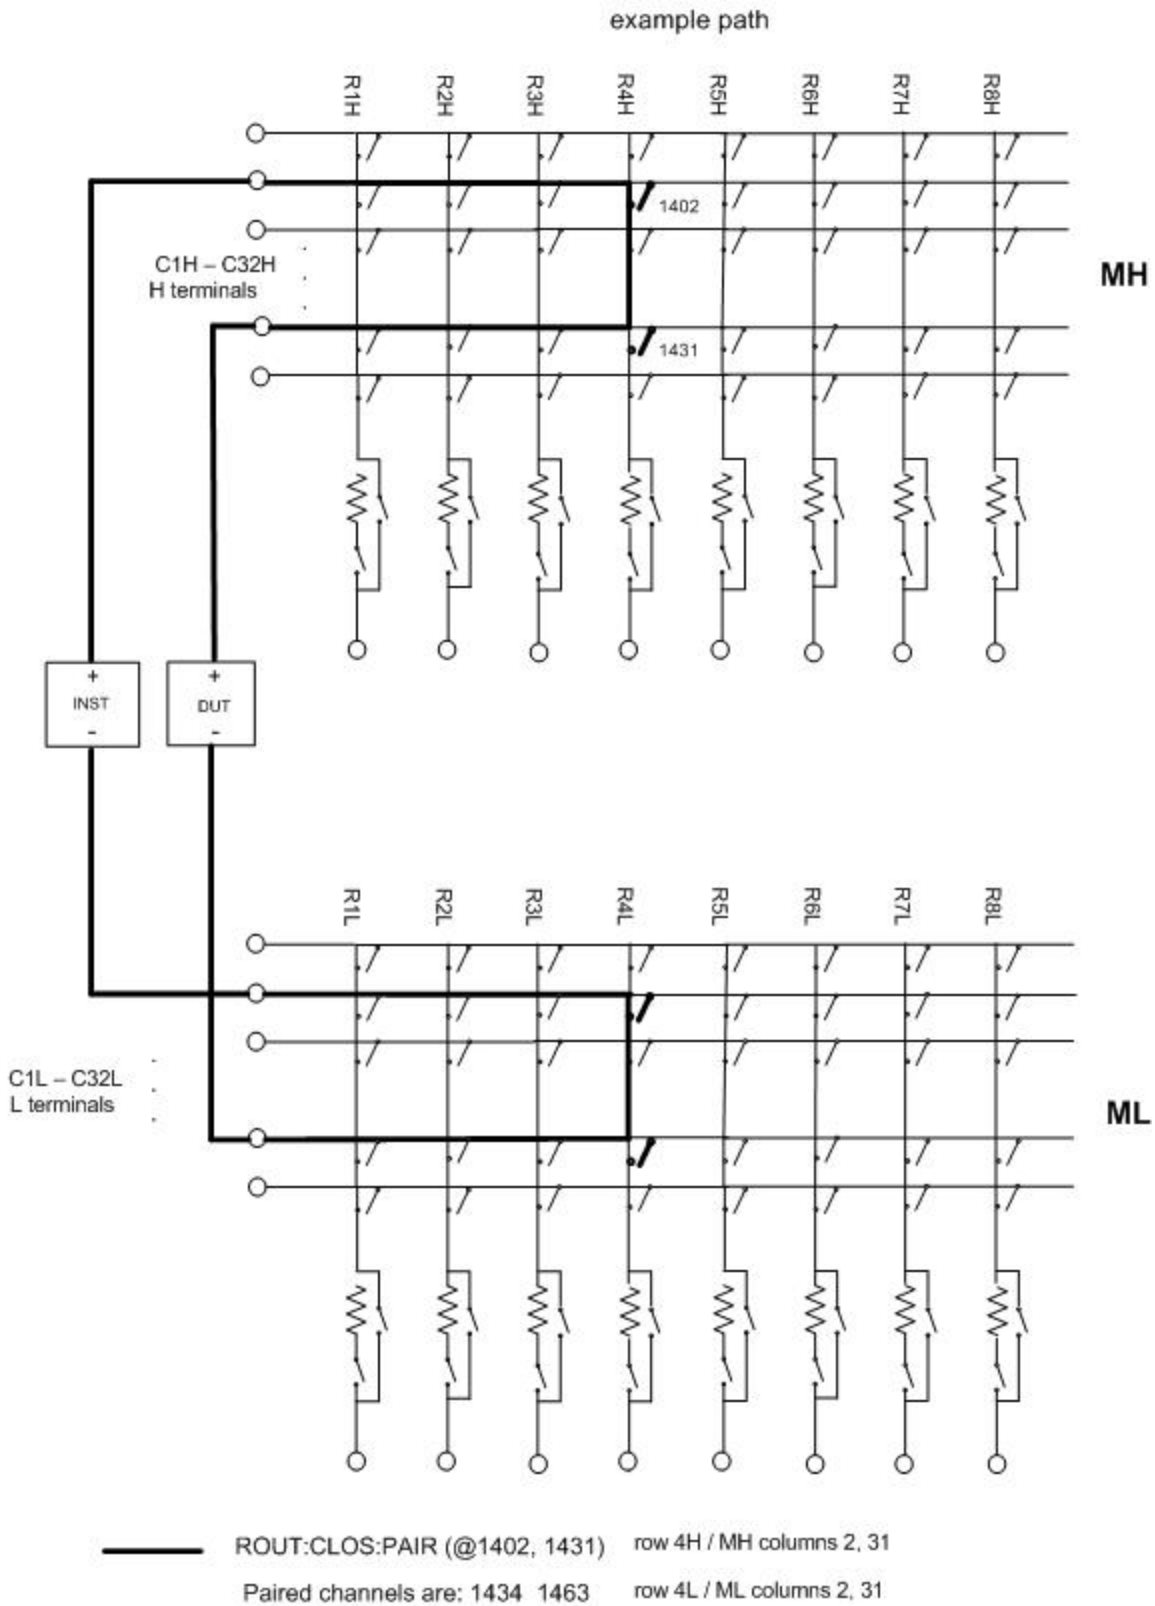 example path
R1H R2H R3H R4H R5H R6H R7H R8H
1402
C1H – C32H
H terminals
MH
1431
+ +
INST DUT
- -
R1L R2L R3L R4L R5L R6L R7L R8L
C1L – C32L
L terminals
ML
ROUT:CLOS:PAIR (@1402, 1431) row 4H / MH columns 2, 31
Paired channels are: 1434 1463 row 4L / ML columns 2, 31